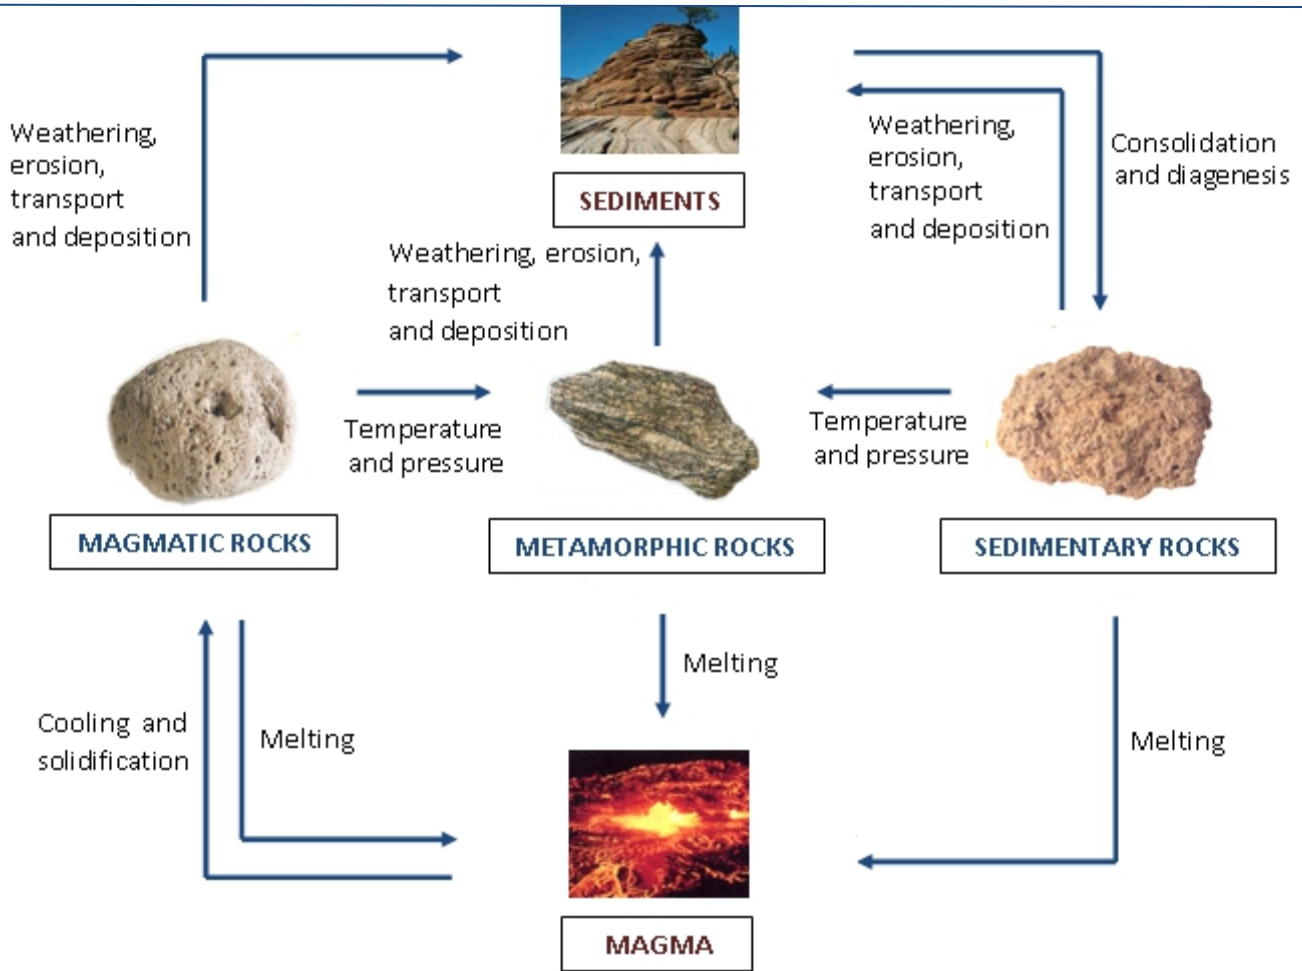 Weathering,
erosion,
transport
and deposition
SEDIMENTS
Weathering,
erosion,
transport
and deposition
Consolidation
and diagenesis
Weathering, erosion,
transport
and deposition
Temperature
and pressure
Temperature
and pressure
MAGMATIC ROCKS
METAMORPHIC ROCKS
SEDIMENTARY ROCKS
Cooling and
solidification
Melting
Melting
Melting
MAGMA